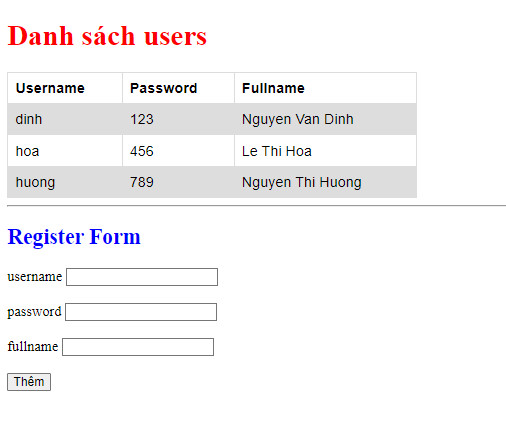 Danh sách users
Username Password Fullname
dinh 123 Nguyen Van Dinh
hoa 456 Le Thi Hoa
huong 789 Nguyen Thi Huong
Register Form
username
password
fullname
Thêm